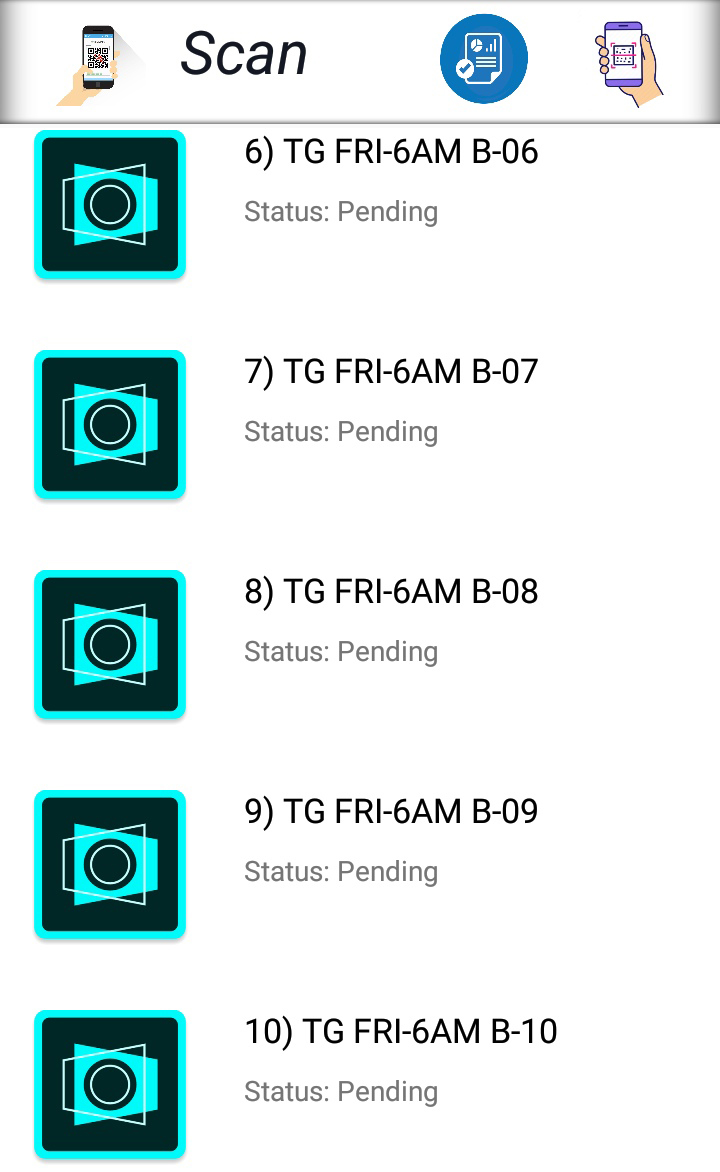 Scan
6) TG FRI-6AM B-06
Status: Pending
7) TG FRI-6AM B-07
Status: Pending
8) TG FRI-6AM B-08
Status: Pending
9) TG FRI-6AM B-09
Status: Pending
10) TG FRI-6AM B-10
Status: Pending